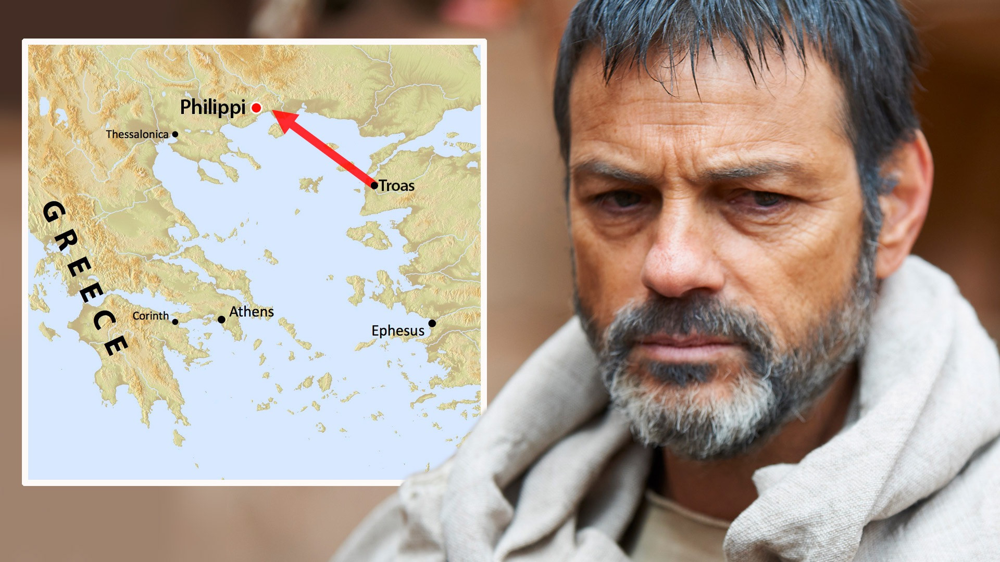 Philippi
Thessalonica
Troas
GREECE
Corinth
Athens
Ephesus